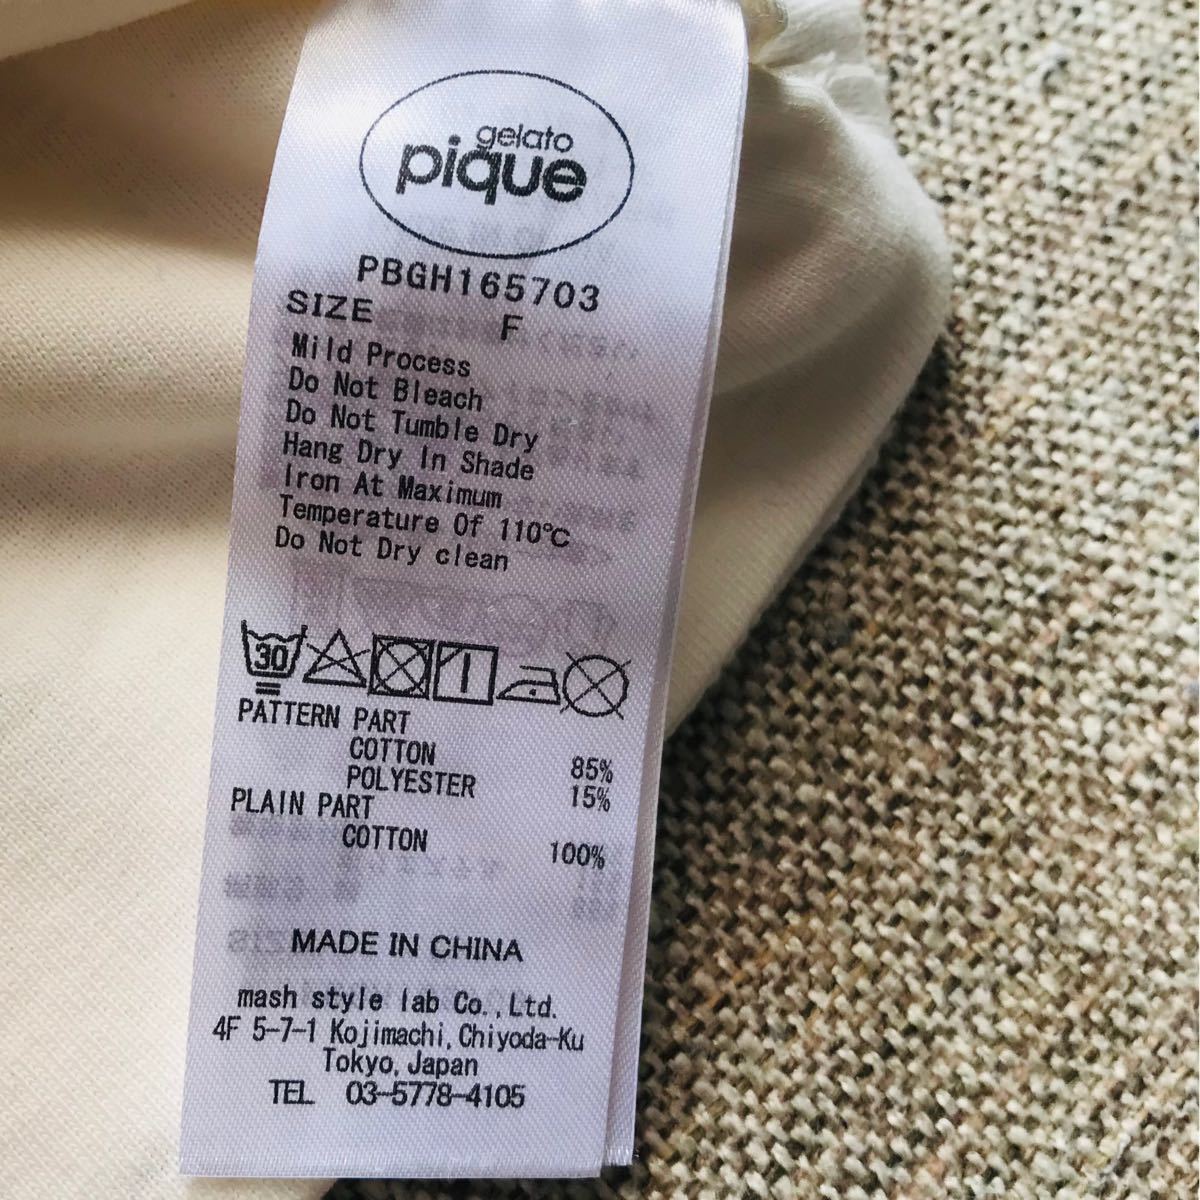 gelato
pique
PBGH165703
SIZE F
Mild Process
Do Not Bleach
Do Not Tumble Dry
Hang Dry In Shade
Iron At Maximum
Temperature Of 110℃
Do Not Dry clean
30
PATTERN PART
COTTON 85%
POLYESTER 15%
PLAIN PART
COTTON 100%
MADE IN CHINA
mash style lab Co.,Ltd.
4F 5-7-1 Kojimachi,Chiyoda-Ku
Tokyo,Japan
TEL 03-5778-4105